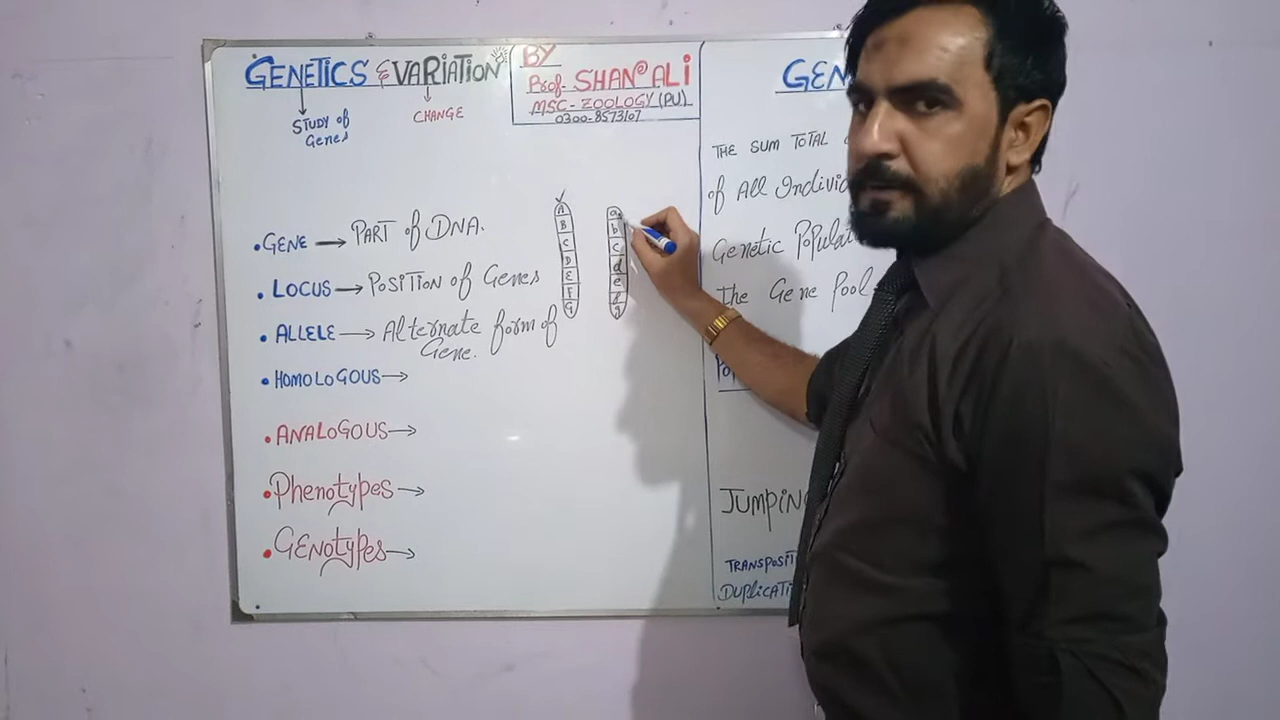 GENETICS & VARIATION
STUDY of
Genes
CHANGE
BY
Prof- SHAN ALI
MSC- ZOOLOGY (PU)
0300-8573107
• GENE → PART of DNA.
• LOCUS → Position of Genes
• ALLELE → Alternate form of
Gene.
• HOMOLOGOUS →
• ANALOGOUS →
• Phenotypes →
• GENotypes →
A
B
C
D
E
F
G
a
b
c
d
e
f
g
GEN
THE SUM TOTAL
of All Individ
Genetic Populat
The Gene Pool
JUMPING
TRANSPOSIT
DUPlicATi